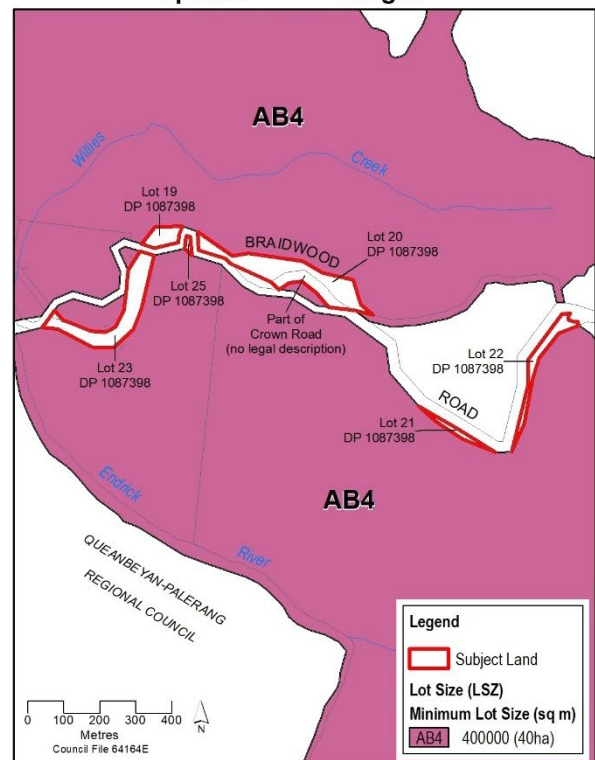 AB4
Willies
Creek
Lot 19
DP 1087398
BRAIDWOOD
Lot 20
DP 1087398
Lot 25
DP 1087398
Part of
Crown Road
(no legal description)
Lot 23
DP 1087398
Lot 22
DP 1087398
ROAD
Lot 21
DP 1087398
AB4
Endrick
River
QUEANBEYAN-PALERANG
REGIONAL COUNCIL
Legend
Subject Land
Lot Size (LSZ)
Minimum Lot Size (sq m)
AB4 400000 (40ha)
0 100 200 300 400
Metres
Council File 64164E
N